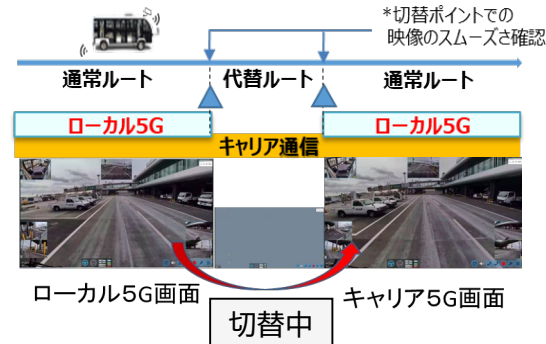 *切替ポイントでの
映像のスムーズさ確認
通常ルート
代替ルート
通常ルート
ローカル5G
ローカル5G
キャリア通信
ローカル5G画面
キャリア5G画面
切替中